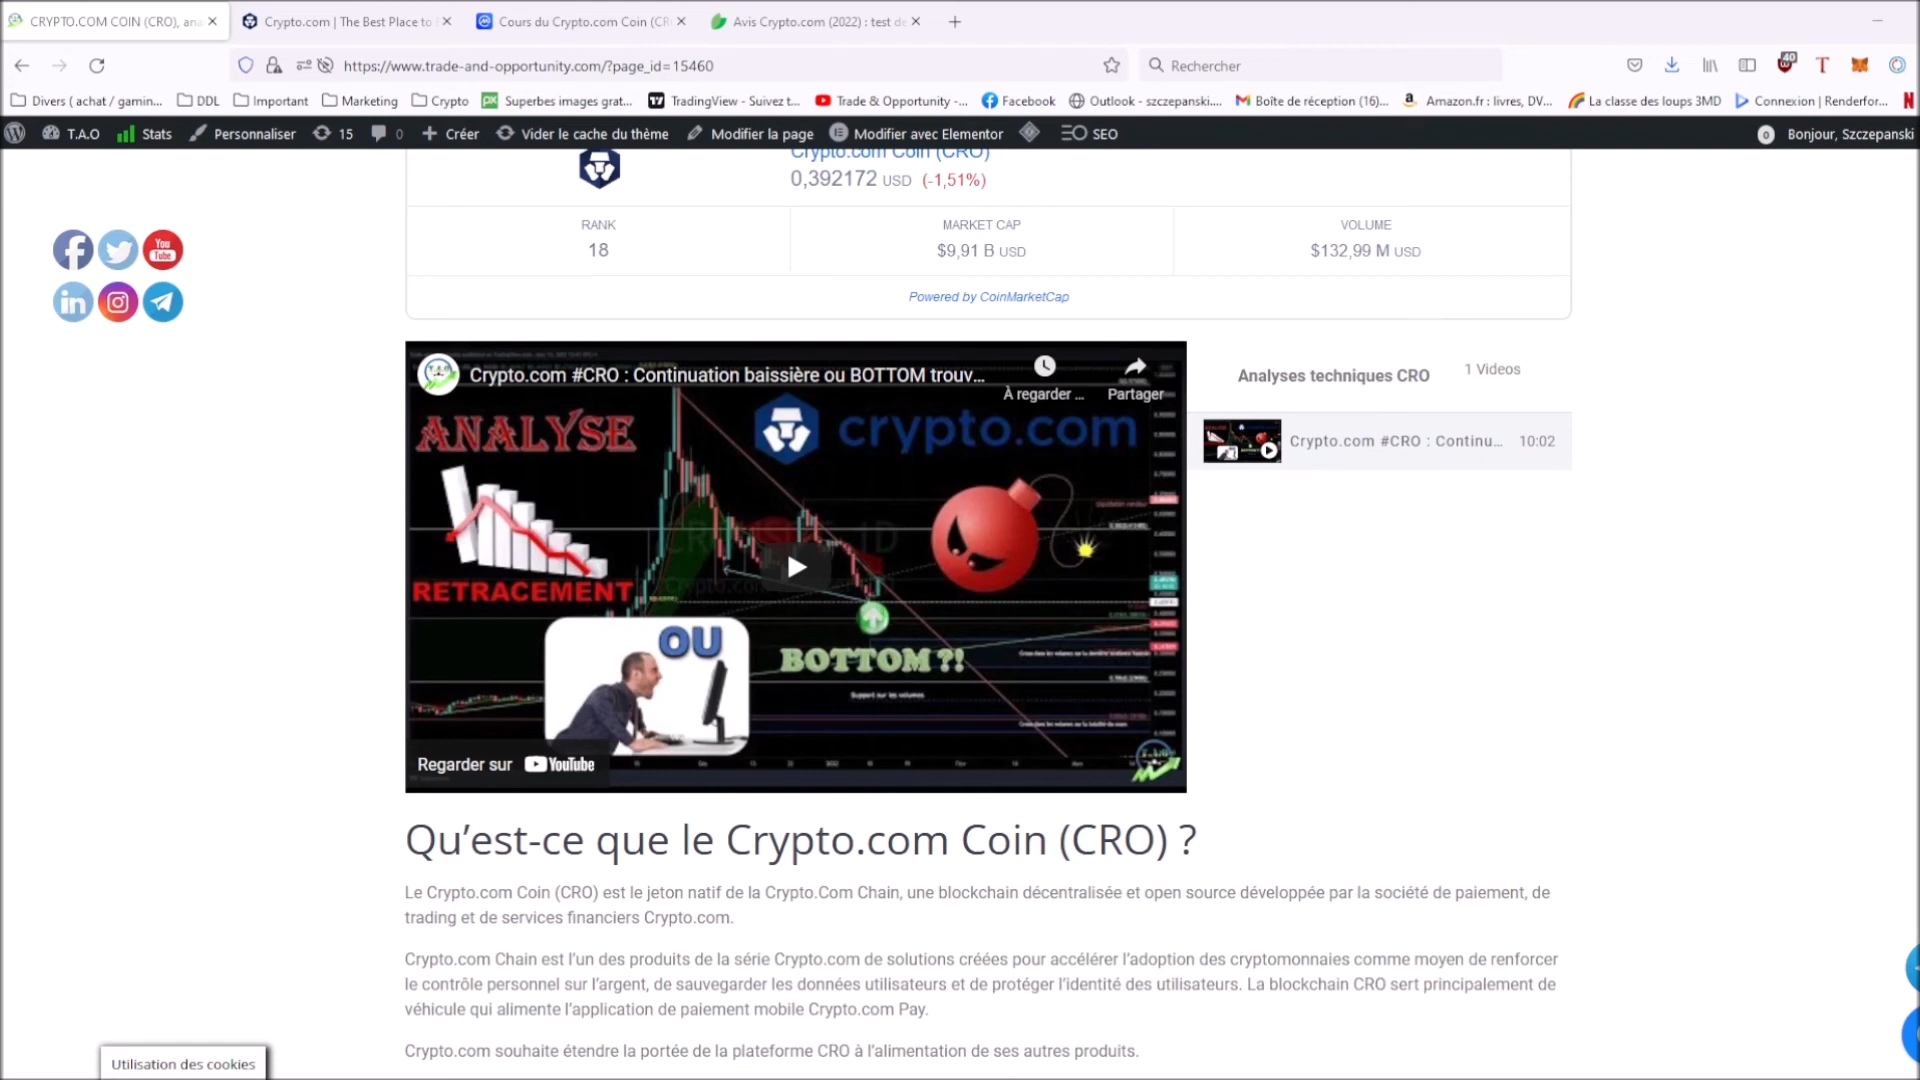 CRYPTO.COM COIN (CRO), ana
Crypto.com | The Best Place to
Cours du Crypto.com Coin (CR
Avis Crypto.com (2022) : test de
https://www.trade-and-opportunity.com/?page_id=15460
Rechercher
40
Divers ( achat / gamin...
DDL
Important
Marketing
Crypto
Superbes images grat...
TradingView - Suivez t...
Trade & Opportunity -...
Facebook
Outlook - szczepanski....
Boîte de réception (16)...
Amazon.fr : livres, DV...
La classe des loups 3MD
Connexion | Renderfor...
T.A.O
Stats
Personnaliser
15
0
Créer
Vider le cache du thème
Modifier la page
Modifier avec Elementor
SEO
0
Bonjour, Szczepanski
Crypto.com Coin (CRO)
0,392172 USD (-1,51%)
RANK
MARKET CAP
VOLUME
18
$9,91 B USD
$132,99 M USD
Powered by CoinMarketCap
You
Tube
Crypto.com #CRO : Continuation baissière ou BOTTOM trouv...
À regarder ...
Partager
Analyses techniques CRO
1 Videos
Crypto.com #CRO : Continu...
10:02
ANALYSE
crypto.com
RETRACEMENT
OU
BOTTOM ?!
Support sur les volumes
Regarder sur YouTube
Qu’est-ce que le Crypto.com Coin (CRO) ?
Le Crypto.com Coin (CRO) est le jeton natif de la Crypto.Com Chain, une blockchain décentralisée et open source développée par la société de paiement, de
trading et de services financiers Crypto.com.
Crypto.com Chain est l’un des produits de la série Crypto.com de solutions créées pour accélérer l’adoption des cryptomonnaies comme moyen de renforcer
le contrôle personnel sur l’argent, de sauvegarder les données utilisateurs et de protéger l’identité des utilisateurs. La blockchain CRO sert principalement de
véhicule qui alimente l’application de paiement mobile Crypto.com Pay.
Crypto.com souhaite étendre la portée de la plateforme CRO à l’alimentation de ses autres produits.
Utilisation des cookies